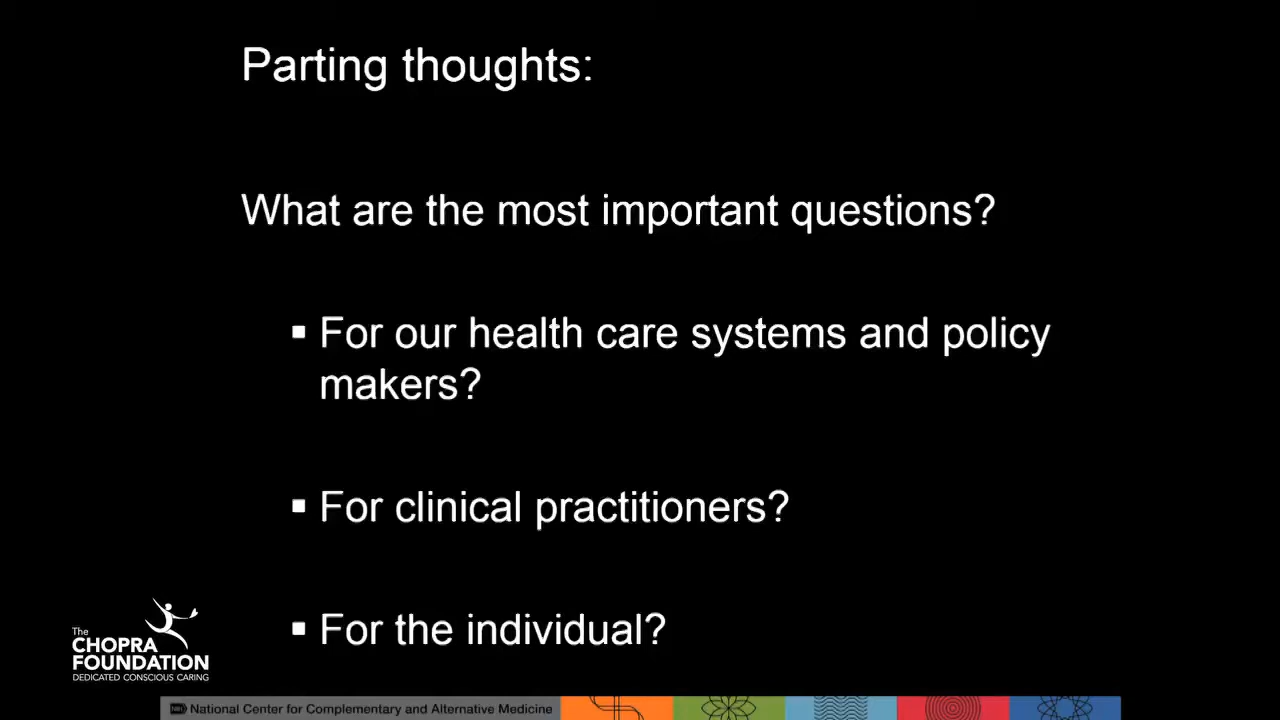 Parting thoughts:
What are the most important questions?
▪ For our health care systems and policy
makers?
▪ For clinical practitioners?
▪ For the individual?
The
CHOPRA
FOUNDATION
DEDICATED CONSCIOUS CARING
NIH National Center for Complementary and Alternative Medicine